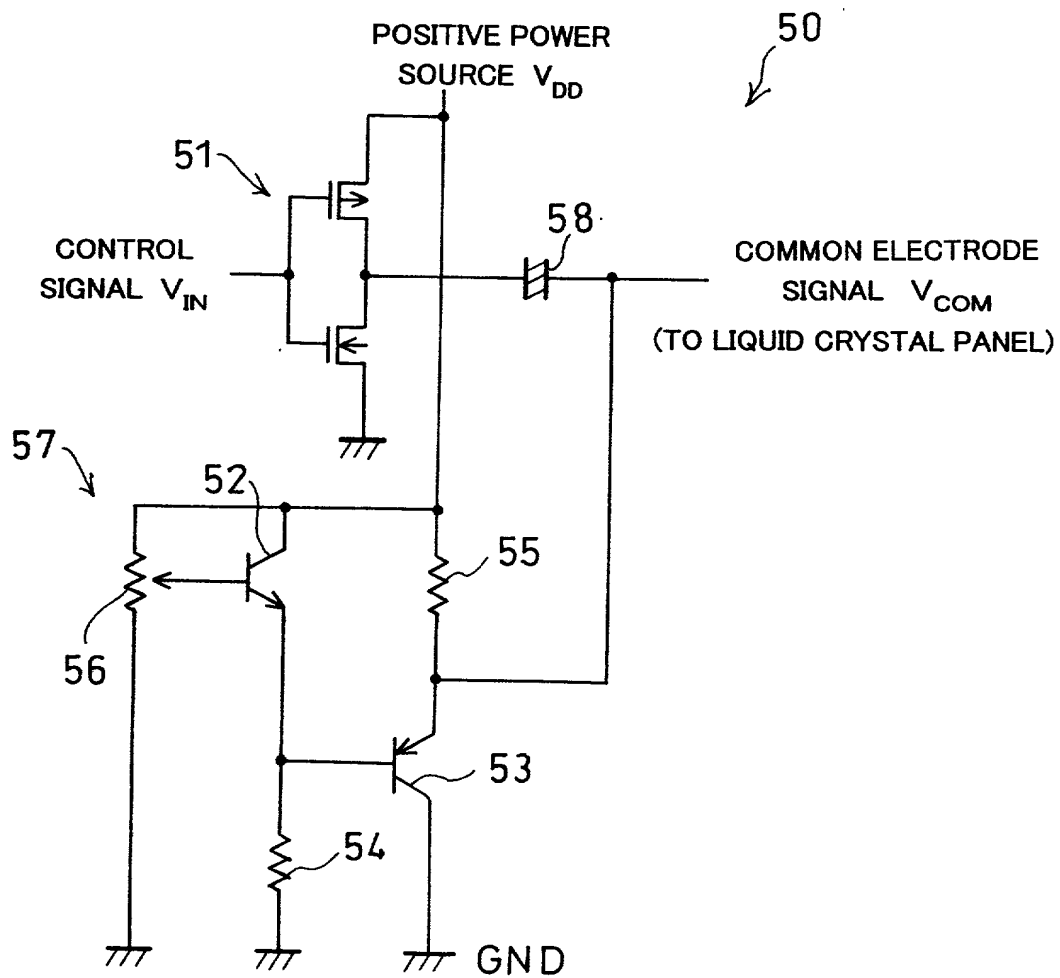 50
POSITIVE POWER
SOURCE V_DD
51
58
CONTROL
SIGNAL V_IN
COMMON ELECTRODE
SIGNAL V_COM
(TO LIQUID CRYSTAL PANEL)
57
52
55
56
53
54
GND